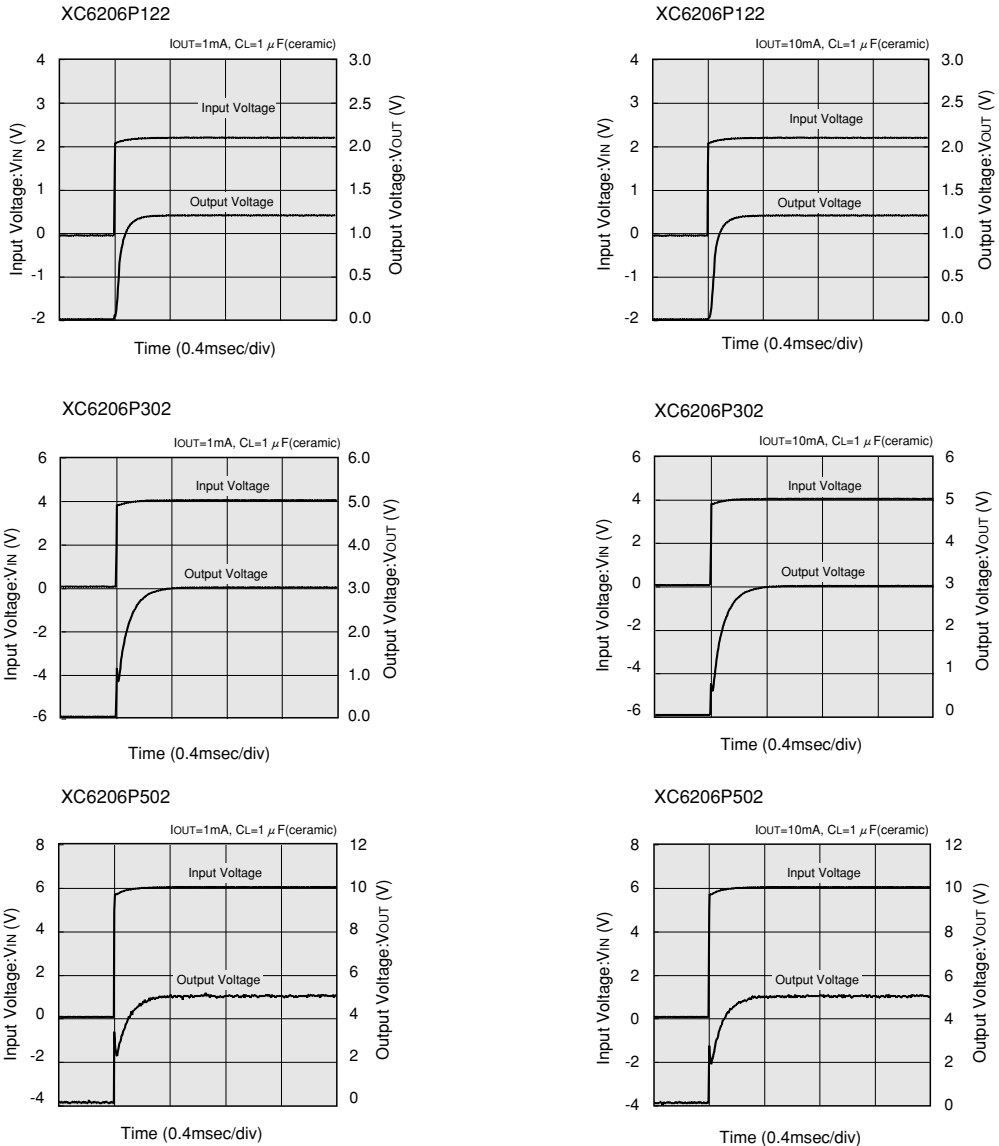 XC6206P122
IOUT=1mA, CL=1 μF(ceramic)
4
3
2
1
0
-1
-2
3.0
2.5
2.0
1.5
1.0
0.5
0.0
Input Voltage:VIN (V)
Output Voltage:VOUT (V)
Input Voltage
Output Voltage
Time (0.4msec/div)
XC6206P122
IOUT=10mA, CL=1 μF(ceramic)
4
3
2
1
0
-1
-2
3.0
2.5
2.0
1.5
1.0
0.5
0.0
Input Voltage:VIN (V)
Output Voltage:VOUT (V)
Input Voltage
Output Voltage
Time (0.4msec/div)
XC6206P302
IOUT=1mA, CL=1 μF(ceramic)
6
4
2
0
-2
-4
-6
6.0
5.0
4.0
3.0
2.0
1.0
0.0
Input Voltage:VIN (V)
Output Voltage:VOUT (V)
Input Voltage
Output Voltage
Time (0.4msec/div)
XC6206P302
IOUT=10mA, CL=1 μF(ceramic)
6
4
2
0
-2
-4
-6
6
5
4
3
2
1
0
Input Voltage:VIN (V)
Output Voltage:VOUT (V)
Input Voltage
Output Voltage
Time (0.4msec/div)
XC6206P502
IOUT=1mA, CL=1 μF(ceramic)
8
6
4
2
0
-2
-4
12
10
8
6
4
2
0
Input Voltage:VIN (V)
Output Voltage:VOUT (V)
Input Voltage
Output Voltage
Time (0.4msec/div)
XC6206P502
IOUT=10mA, CL=1 μF(ceramic)
8
6
4
2
0
-2
-4
12
10
8
6
4
2
0
Input Voltage:VIN (V)
Output Voltage:VOUT (V)
Input Voltage
Output Voltage
Time (0.4msec/div)